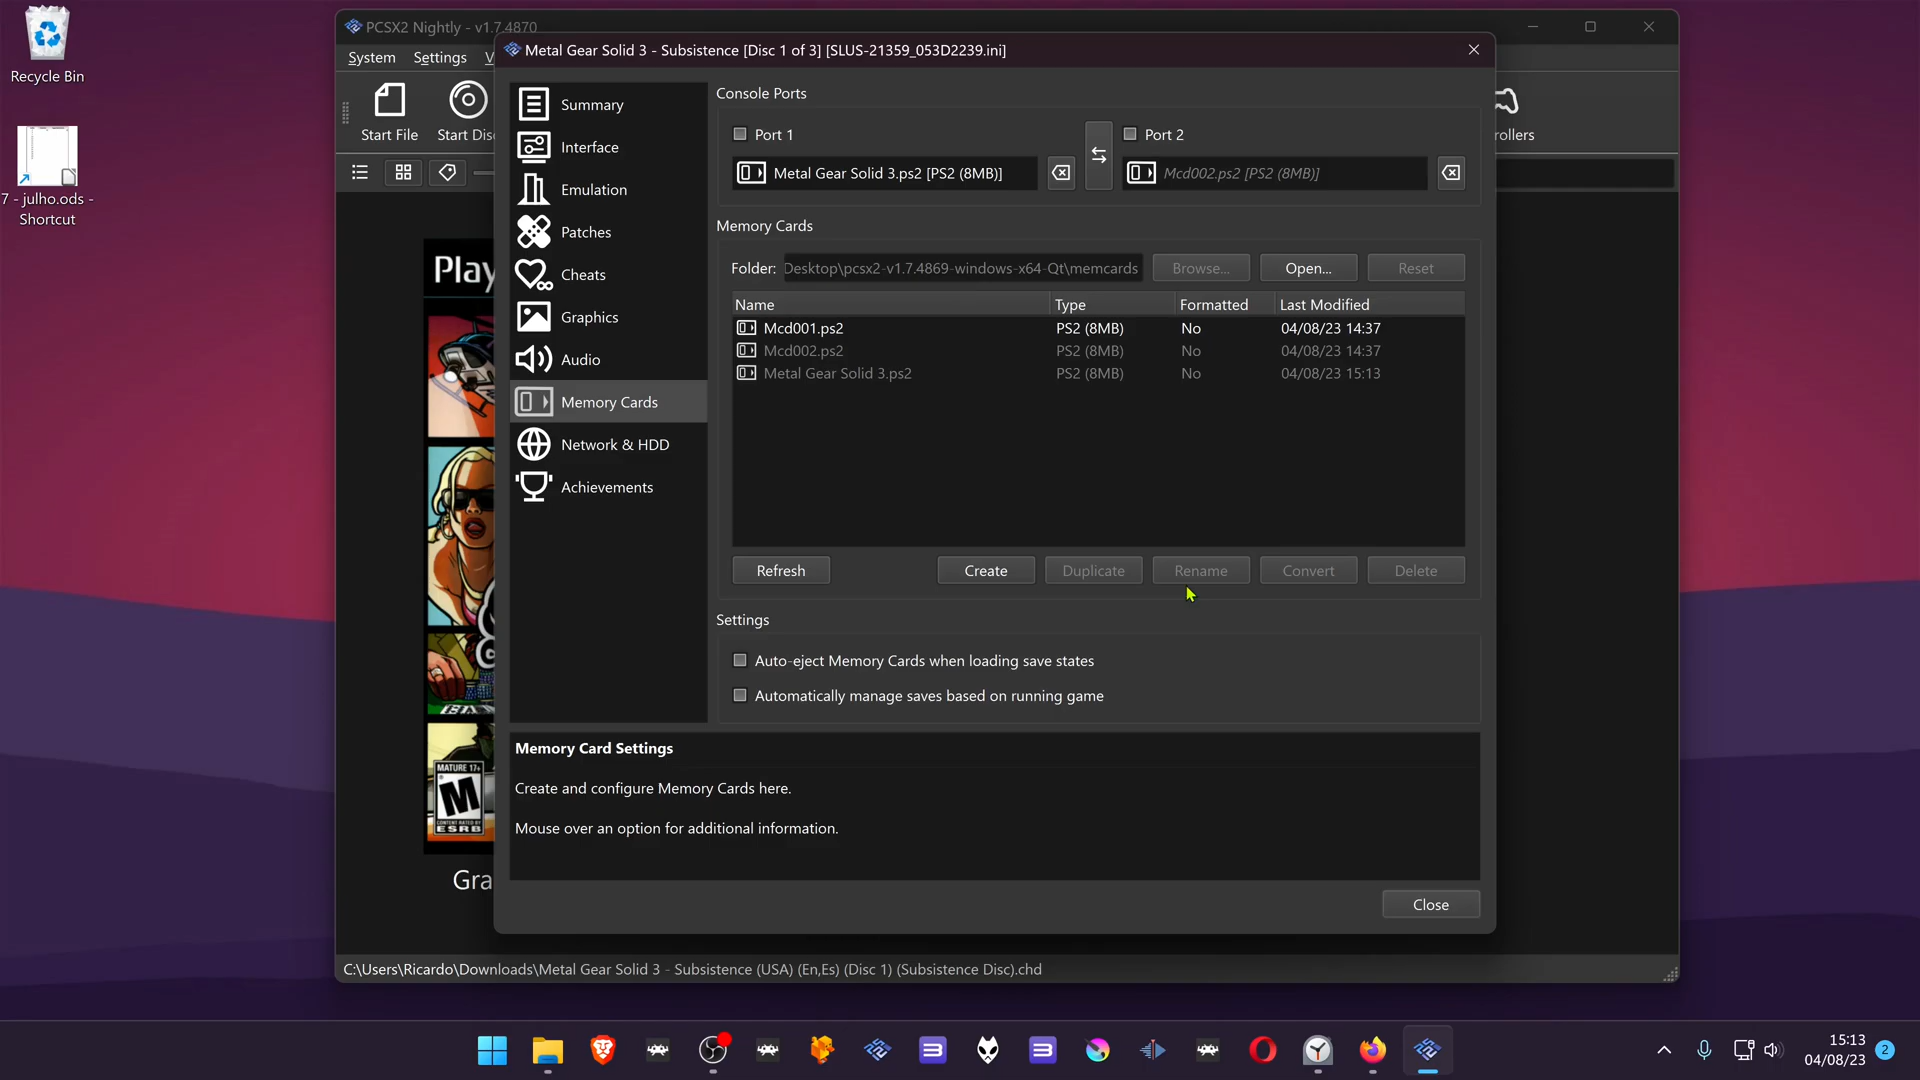 Recycle Bin
7 - julho.ods -
Shortcut
PCSX2 Nightly - v1.7.4870
System
Settings
V
Start File
Start Disc
rollers
Play
MATURE 17+
M
CONTENT RATED BY
ESRB
Gra
Metal Gear Solid 3 - Subsistence [Disc 1 of 3] [SLUS-21359_053D2239.ini]
Summary
Interface
Emulation
Patches
Cheats
Graphics
Audio
Memory Cards
Network & HDD
Achievements
Console Ports
Port 1
Port 2
Metal Gear Solid 3.ps2 [PS2 (8MB)]
Mcd002.ps2 [PS2 (8MB)]
Memory Cards
Folder: Desktop\pcsx2-v1.7.4869-windows-x64-Qt\memcards Browse... Open... Reset
Name Type Formatted Last Modified
Mcd001.ps2 PS2 (8MB) No 04/08/23 14:37
Mcd002.ps2 PS2 (8MB) No 04/08/23 14:37
Metal Gear Solid 3.ps2 PS2 (8MB) No 04/08/23 15:13
Refresh Create Duplicate Rename Convert Delete
Settings
Auto-eject Memory Cards when loading save states
Automatically manage saves based on running game
Memory Card Settings
Create and configure Memory Cards here.
Mouse over an option for additional information.
Close
C:\Users\Ricardo\Downloads\Metal Gear Solid 3 - Subsistence (USA) (En,Es) (Disc 1) (Subsistence Disc).chd
15:13
04/08/23
2